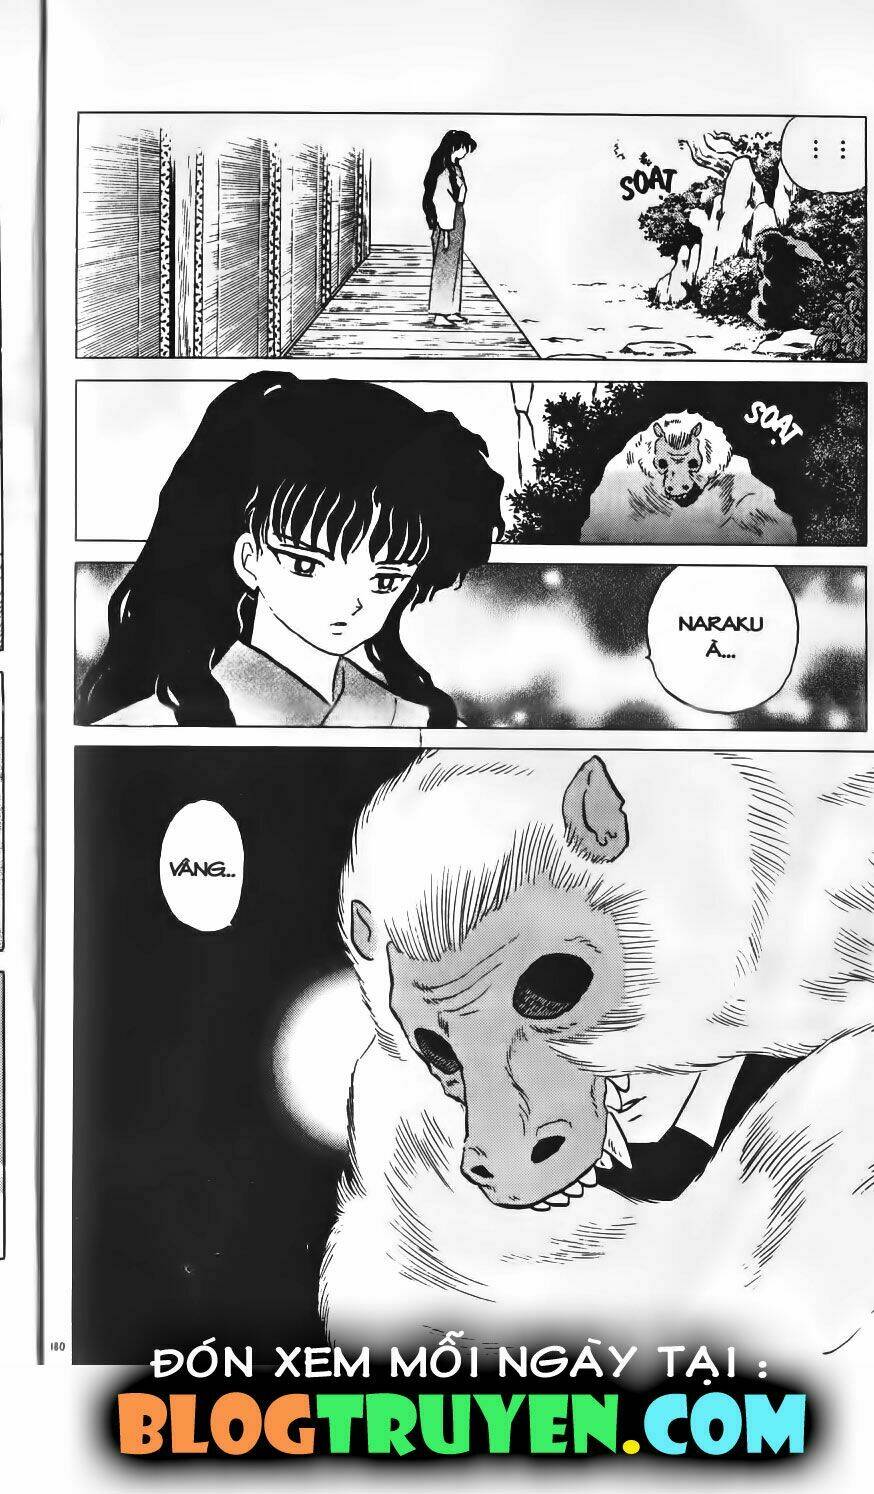 ......
SOẠT
SOẠT
NARAKU
À...
VÂNG...
180
ĐÓN XEM MỖI NGÀY TẠI :
BLOGTRUYEN.COM